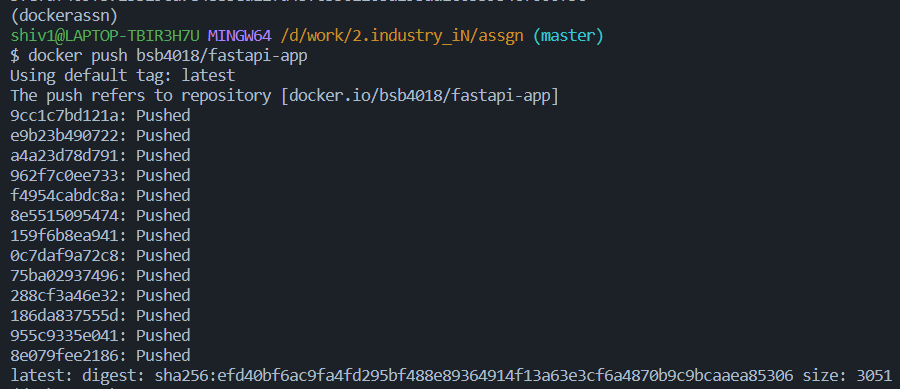 (dockerassn)
shiv1@LAPTOP-TBIR3H7U MINGW64 /d/work/2.industry_iN/assgn (master)
$ docker push bsb4018/fastapi-app
Using default tag: latest
The push refers to repository [docker.io/bsb4018/fastapi-app]
9cc1c7bd121a: Pushed
e9b23b490722: Pushed
a4a23d78d791: Pushed
962f7c0ee733: Pushed
f4954cabdc8a: Pushed
8e5515095474: Pushed
159f6b8ea941: Pushed
0c7daf9a72c8: Pushed
75ba02937496: Pushed
288cf3a46e32: Pushed
186da837555d: Pushed
955c9335e041: Pushed
8e079fee2186: Pushed
latest: digest: sha256:efd40bf6ac9fa4fd295bf488e89364914f13a63e3cf6a4870b9c9bcaaea85306 size: 3051